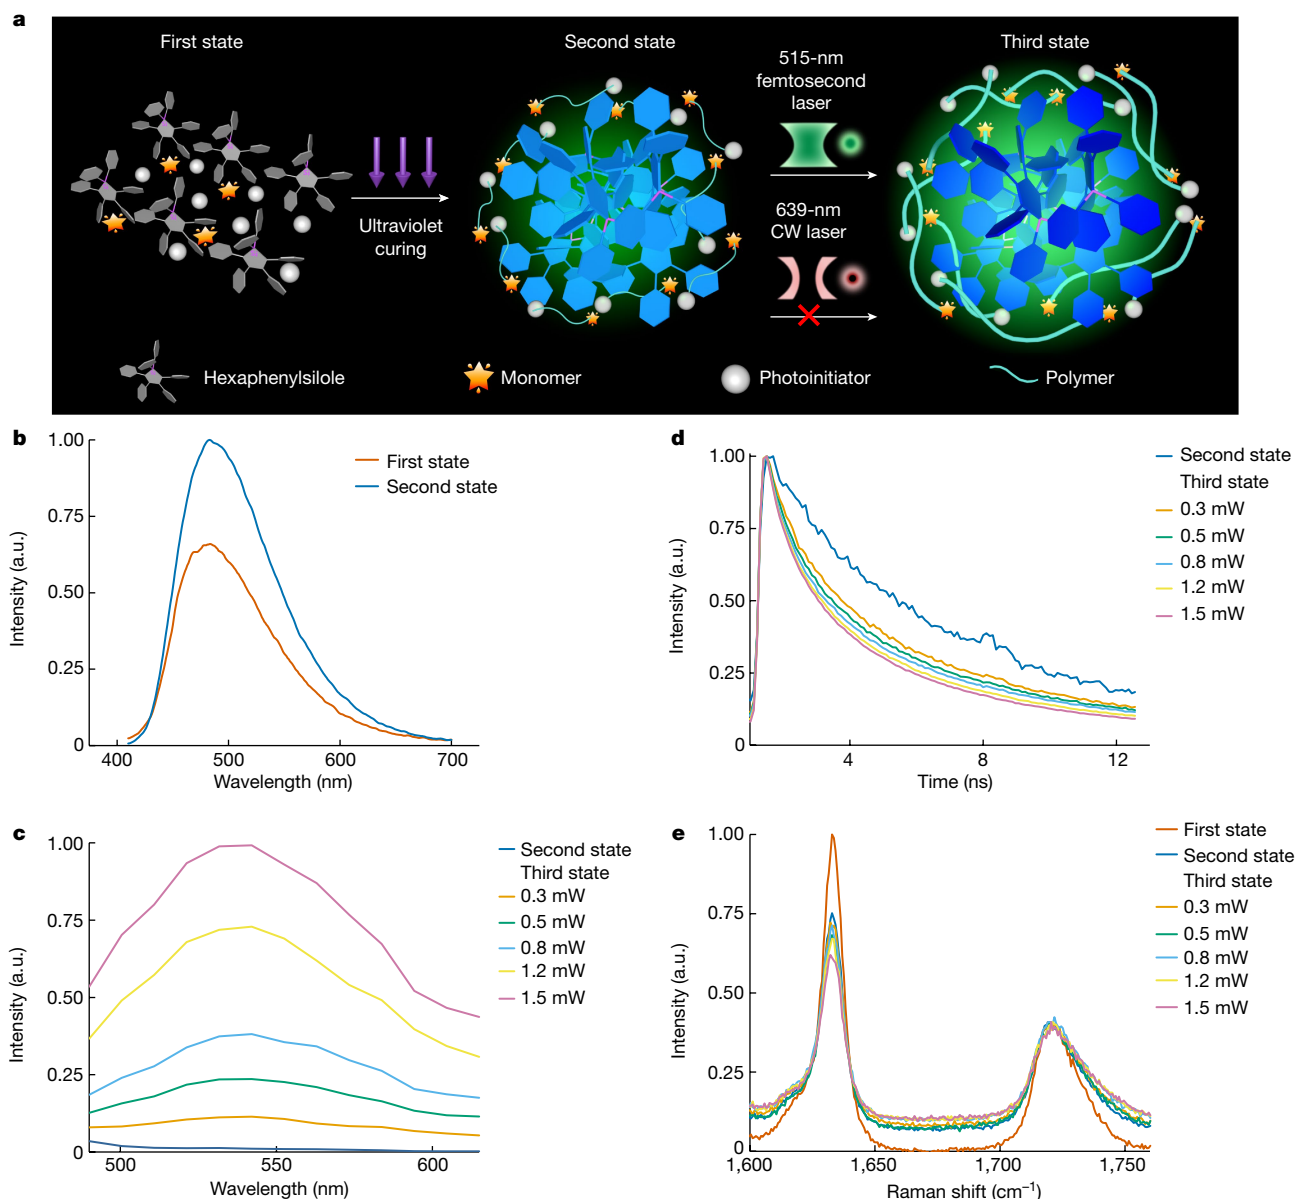 a
First state
Second state
Third state
515-nm
femtosecond
laser
Ultraviolet
curing
639-nm
CW laser
Hexaphenylsilole
Monomer
Photoinitiator
Polymer
b
1.00
0.75
0.50
0.25
0
400
500
600
700
Intensity (a.u.)
Wavelength (nm)
First state
Second state
d
1.00
0.75
0.50
0.25
0
4
8
12
Intensity (a.u.)
Time (ns)
Second state
Third state
0.3 mW
0.5 mW
0.8 mW
1.2 mW
1.5 mW
c
1.00
0.75
0.50
0.25
0
500
550
600
Intensity (a.u.)
Wavelength (nm)
Second state
Third state
0.3 mW
0.5 mW
0.8 mW
1.2 mW
1.5 mW
e
1.00
0.75
0.50
0.25
0
1,600
1,650
1,700
1,750
Intensity (a.u.)
Raman shift (cm⁻¹)
First state
Second state
Third state
0.3 mW
0.5 mW
0.8 mW
1.2 mW
1.5 mW